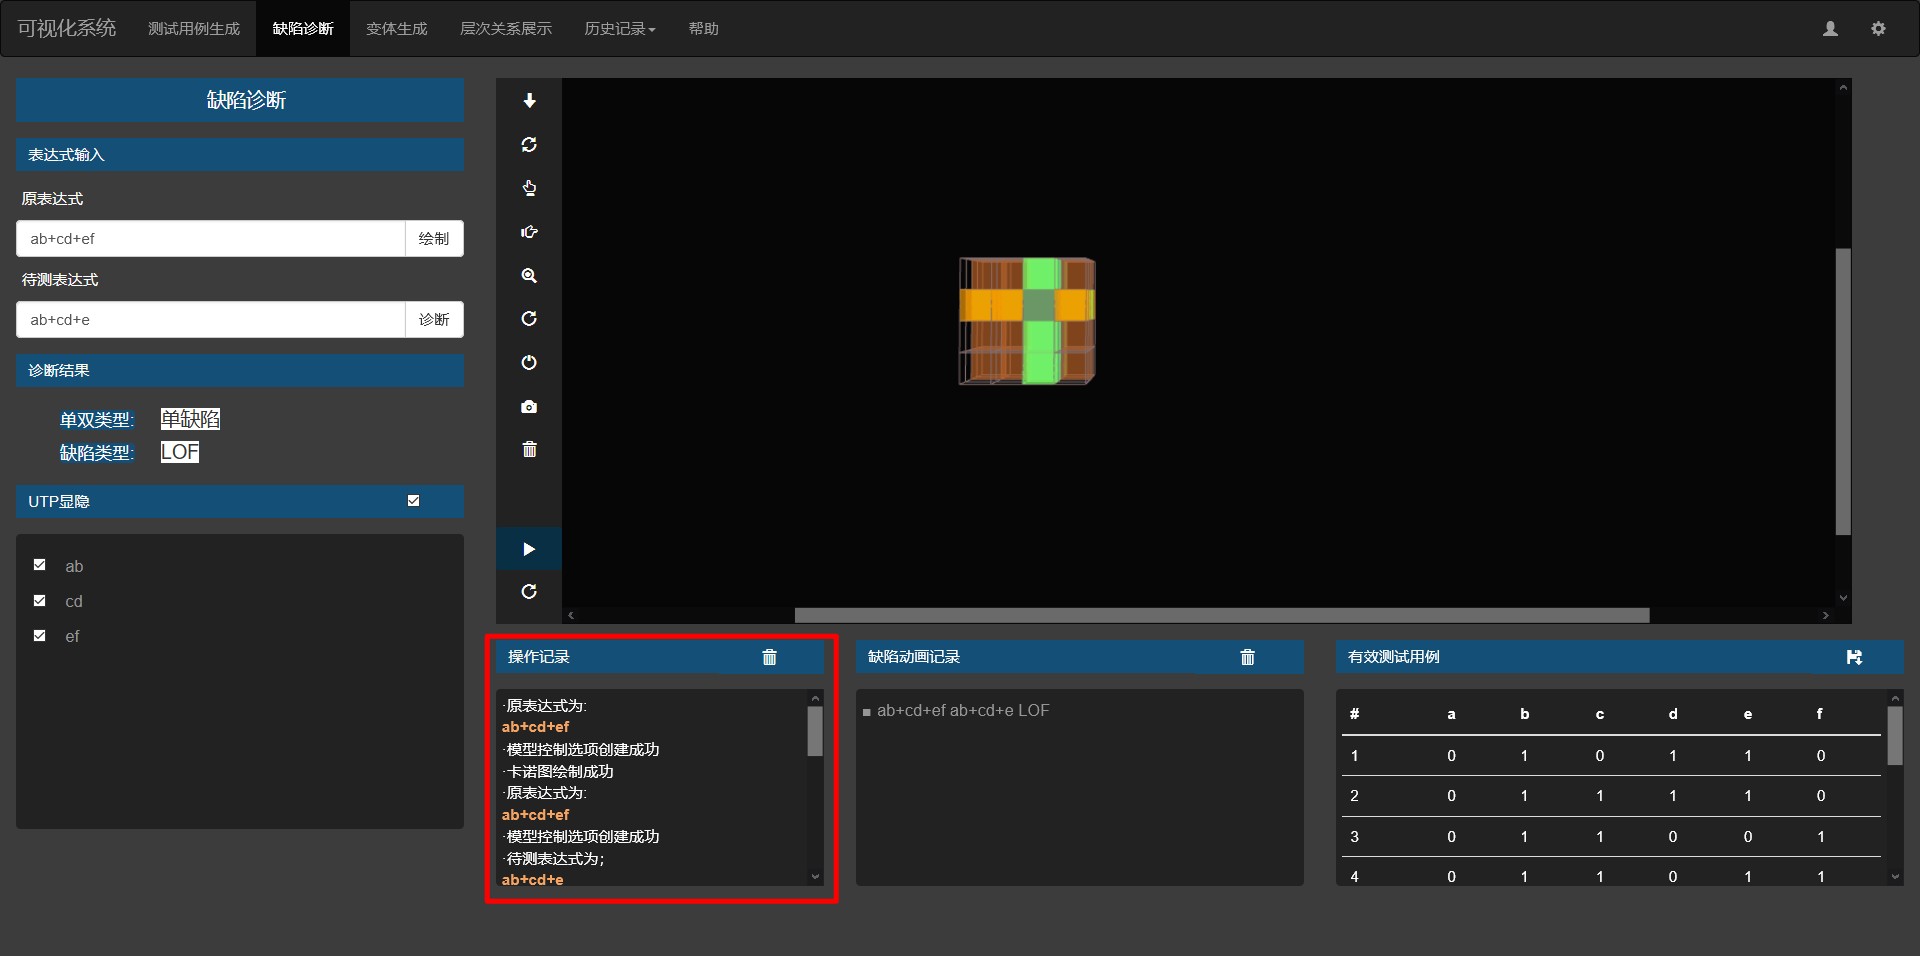 可视化系统 测试用例生成 缺陷诊断 变体生成 层次关系展示 历史记录 帮助
缺陷诊断
表达式输入
原表达式
ab+cd+ef 绘制
待测表达式
ab+cd+e 诊断
诊断结果
单双类型: 单缺陷
缺陷类型: LOF
UTP显隐
ab
cd
ef
操作记录
·原表达式为:
ab+cd+ef
·模型控制选项创建成功
·卡诺图绘制成功
·原表达式为:
ab+cd+ef
·模型控制选项创建成功
·待测表达式为；
ab+cd+e
缺陷动画记录
ab+cd+ef ab+cd+e LOF
有效测试用例
# a b c d e f
1 0 1 0 1 1 0
2 0 1 1 1 1 0
3 0 1 1 0 0 1
4 0 1 1 0 1 1